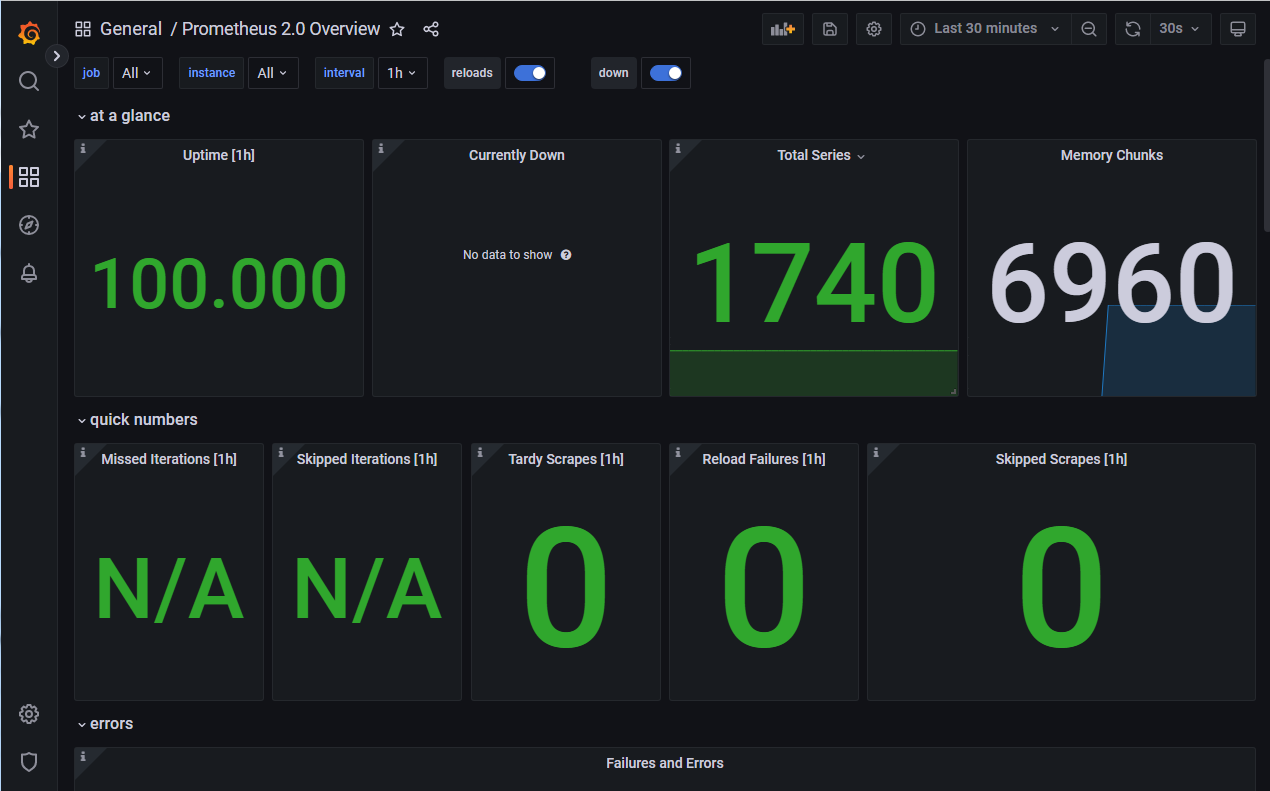 General / Prometheus 2.0 Overview
Last 30 minutes
30s
job All instance All interval 1h reloads down
at a glance
Uptime [1h]
100.000
Currently Down
No data to show
Total Series
1740
Memory Chunks
6960
quick numbers
Missed Iterations [1h]
N/A
Skipped Iterations [1h]
N/A
Tardy Scrapes [1h]
0
Reload Failures [1h]
0
Skipped Scrapes [1h]
0
errors
Failures and Errors